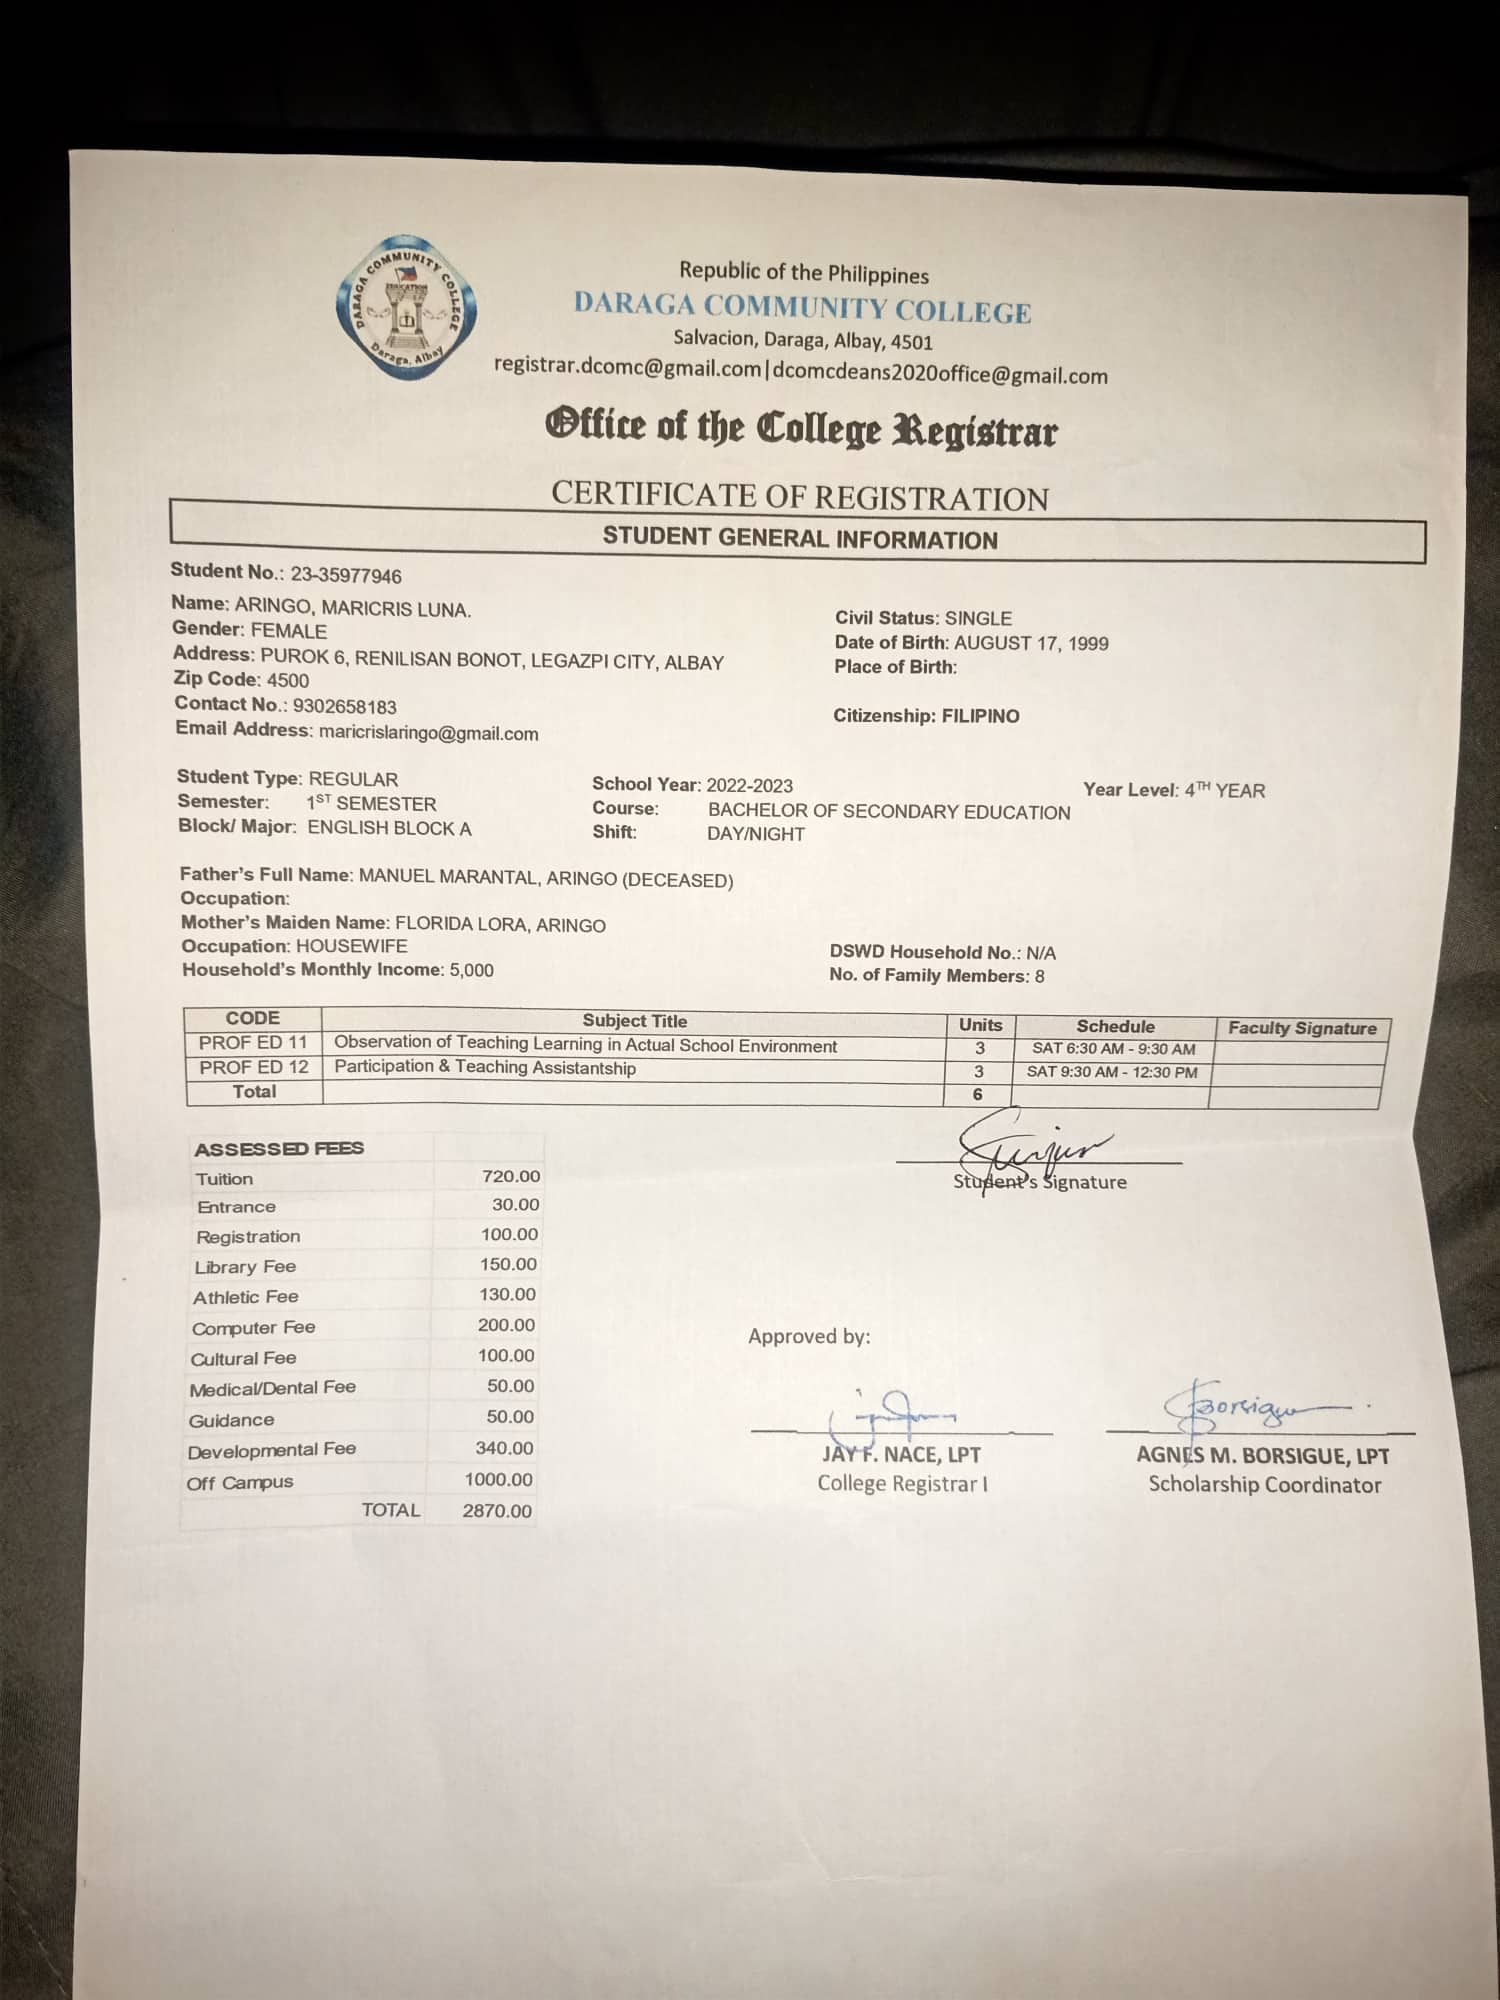 DARAGA COMMUNITY COLLEGE
EDUCATION
Daraga, Albay
Republic of the Philippines
DARAGA COMMUNITY COLLEGE
Salvacion, Daraga, Albay, 4501
registrar.dcomc@gmail.com|dcomcdeans2020office@gmail.com
Office of the College Registrar
CERTIFICATE OF REGISTRATION
STUDENT GENERAL INFORMATION
Student No.: 23-35977946
Name: ARINGO, MARICRIS LUNA.
Gender: FEMALE
Address: PUROK 6, RENILISAN BONOT, LEGAZPI CITY, ALBAY
Zip Code: 4500
Contact No.: 9302658183
Email Address: maricrislaringo@gmail.com
Civil Status: SINGLE
Date of Birth: AUGUST 17, 1999
Place of Birth:
Citizenship: FILIPINO
Student Type: REGULAR School Year: 2022-2023 Year Level: 4TH YEAR
Semester: 1ST SEMESTER Course: BACHELOR OF SECONDARY EDUCATION
Block/ Major: ENGLISH BLOCK A Shift: DAY/NIGHT
Father's Full Name: MANUEL MARANTAL, ARINGO (DECEASED)
Occupation:
Mother's Maiden Name: FLORIDA LORA, ARINGO
Occupation: HOUSEWIFE DSWD Household No.: N/A
Household's Monthly Income: 5,000 No. of Family Members: 8
CODE Subject Title Units Schedule Faculty Signature
PROF ED 11 Observation of Teaching Learning in Actual School Environment 3 SAT 6:30 AM - 9:30 AM
PROF ED 12 Participation & Teaching Assistantship 3 SAT 9:30 AM - 12:30 PM
Total 6
Student's Signature
ASSESSED FEES
Tuition 720.00
Entrance 30.00
Registration 100.00
Library Fee 150.00
Athletic Fee 130.00
Computer Fee 200.00
Cultural Fee 100.00
Medical/Dental Fee 50.00
Guidance 50.00
Developmental Fee 340.00
Off Campus 1000.00
TOTAL 2870.00
Approved by:
JAY F. NACE, LPT
College Registrar I
Borsigue
AGNES M. BORSIGUE, LPT
Scholarship Coordinator